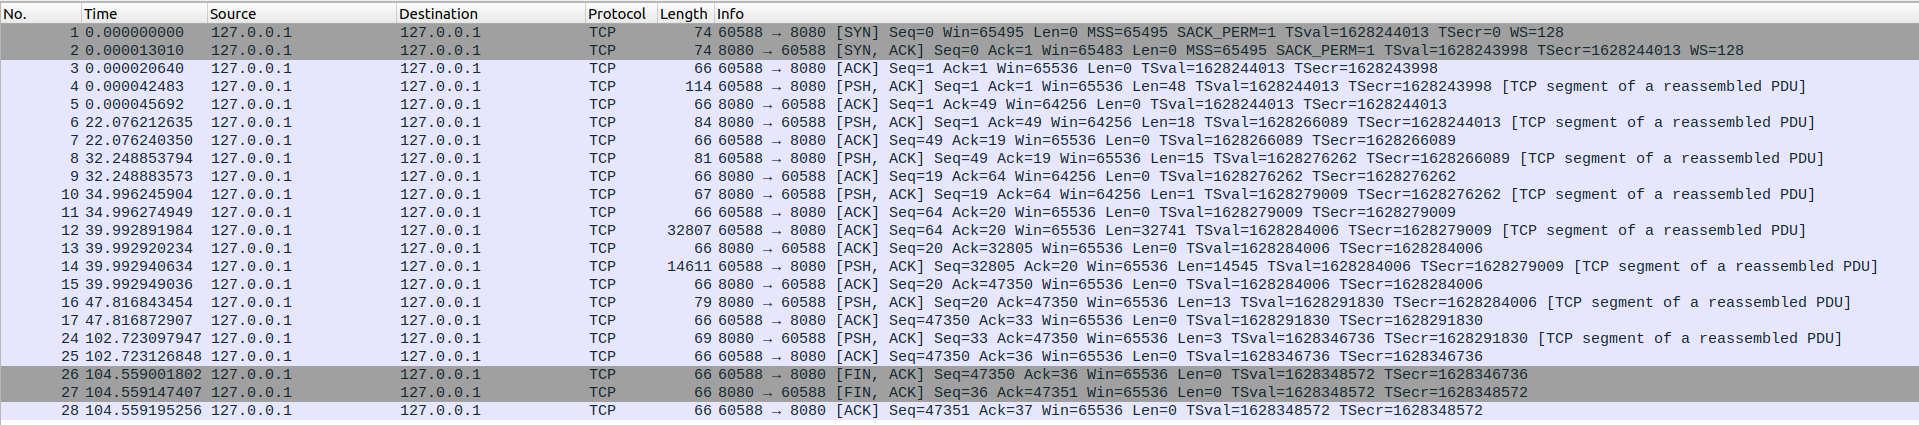 No. Time Source Destination Protocol Length Info
1 0.000000000 127.0.0.1 127.0.0.1 TCP 74 60588 → 8080 [SYN] Seq=0 Win=65495 Len=0 MSS=65495 SACK_PERM=1 TSval=1628244013 TSecr=0 WS=128
2 0.000013010 127.0.0.1 127.0.0.1 TCP 74 8080 → 60588 [SYN, ACK] Seq=0 Ack=1 Win=65483 Len=0 MSS=65495 SACK_PERM=1 TSval=1628243998 TSecr=1628244013 WS=128
3 0.000020640 127.0.0.1 127.0.0.1 TCP 66 60588 → 8080 [ACK] Seq=1 Ack=1 Win=65536 Len=0 TSval=1628244013 TSecr=1628243998
4 0.000042483 127.0.0.1 127.0.0.1 TCP 114 60588 → 8080 [PSH, ACK] Seq=1 Ack=1 Win=65536 Len=48 TSval=1628244013 TSecr=1628243998 [TCP segment of a reassembled PDU]
5 0.000045692 127.0.0.1 127.0.0.1 TCP 66 8080 → 60588 [ACK] Seq=1 Ack=49 Win=64256 Len=0 TSval=1628244013 TSecr=1628244013
6 22.076212635 127.0.0.1 127.0.0.1 TCP 84 8080 → 60588 [PSH, ACK] Seq=1 Ack=49 Win=64256 Len=18 TSval=1628266089 TSecr=1628244013 [TCP segment of a reassembled PDU]
7 22.076240350 127.0.0.1 127.0.0.1 TCP 66 60588 → 8080 [ACK] Seq=49 Ack=19 Win=65536 Len=0 TSval=1628266089 TSecr=1628266089
8 32.248853794 127.0.0.1 127.0.0.1 TCP 81 60588 → 8080 [PSH, ACK] Seq=49 Ack=19 Win=65536 Len=15 TSval=1628276262 TSecr=1628266089 [TCP segment of a reassembled PDU]
9 32.248883573 127.0.0.1 127.0.0.1 TCP 66 8080 → 60588 [ACK] Seq=19 Ack=64 Win=64256 Len=0 TSval=1628276262 TSecr=1628276262
10 34.996245904 127.0.0.1 127.0.0.1 TCP 67 8080 → 60588 [PSH, ACK] Seq=19 Ack=64 Win=64256 Len=1 TSval=1628279009 TSecr=1628276262 [TCP segment of a reassembled PDU]
11 34.996274949 127.0.0.1 127.0.0.1 TCP 66 60588 → 8080 [ACK] Seq=64 Ack=20 Win=65536 Len=0 TSval=1628279009 TSecr=1628279009
12 39.992891984 127.0.0.1 127.0.0.1 TCP 32807 60588 → 8080 [ACK] Seq=64 Ack=20 Win=65536 Len=32741 TSval=1628284006 TSecr=1628279009 [TCP segment of a reassembled PDU]
13 39.992920234 127.0.0.1 127.0.0.1 TCP 66 8080 → 60588 [ACK] Seq=20 Ack=32805 Win=65536 Len=0 TSval=1628284006 TSecr=1628284006
14 39.992940634 127.0.0.1 127.0.0.1 TCP 14611 60588 → 8080 [PSH, ACK] Seq=32805 Ack=20 Win=65536 Len=14545 TSval=1628284006 TSecr=1628279009 [TCP segment of a reassembled PDU]
15 39.992949036 127.0.0.1 127.0.0.1 TCP 66 8080 → 60588 [ACK] Seq=20 Ack=47350 Win=65536 Len=0 TSval=1628284006 TSecr=1628284006
16 47.816843454 127.0.0.1 127.0.0.1 TCP 79 8080 → 60588 [PSH, ACK] Seq=20 Ack=47350 Win=65536 Len=13 TSval=1628291830 TSecr=1628284006 [TCP segment of a reassembled PDU]
17 47.816872907 127.0.0.1 127.0.0.1 TCP 66 60588 → 8080 [ACK] Seq=47350 Ack=33 Win=65536 Len=0 TSval=1628291830 TSecr=1628291830
24 102.723097947 127.0.0.1 127.0.0.1 TCP 69 8080 → 60588 [PSH, ACK] Seq=33 Ack=47350 Win=65536 Len=3 TSval=1628346736 TSecr=1628291830 [TCP segment of a reassembled PDU]
25 102.723126848 127.0.0.1 127.0.0.1 TCP 66 60588 → 8080 [ACK] Seq=47350 Ack=36 Win=65536 Len=0 TSval=1628346736 TSecr=1628346736
26 104.559001802 127.0.0.1 127.0.0.1 TCP 66 60588 → 8080 [FIN, ACK] Seq=47350 Ack=36 Win=65536 Len=0 TSval=1628348572 TSecr=1628346736
27 104.559147407 127.0.0.1 127.0.0.1 TCP 66 8080 → 60588 [FIN, ACK] Seq=36 Ack=47351 Win=65536 Len=0 TSval=1628348572 TSecr=1628348572
28 104.559195256 127.0.0.1 127.0.0.1 TCP 66 60588 → 8080 [ACK] Seq=47351 Ack=37 Win=65536 Len=0 TSval=1628348572 TSecr=1628348572